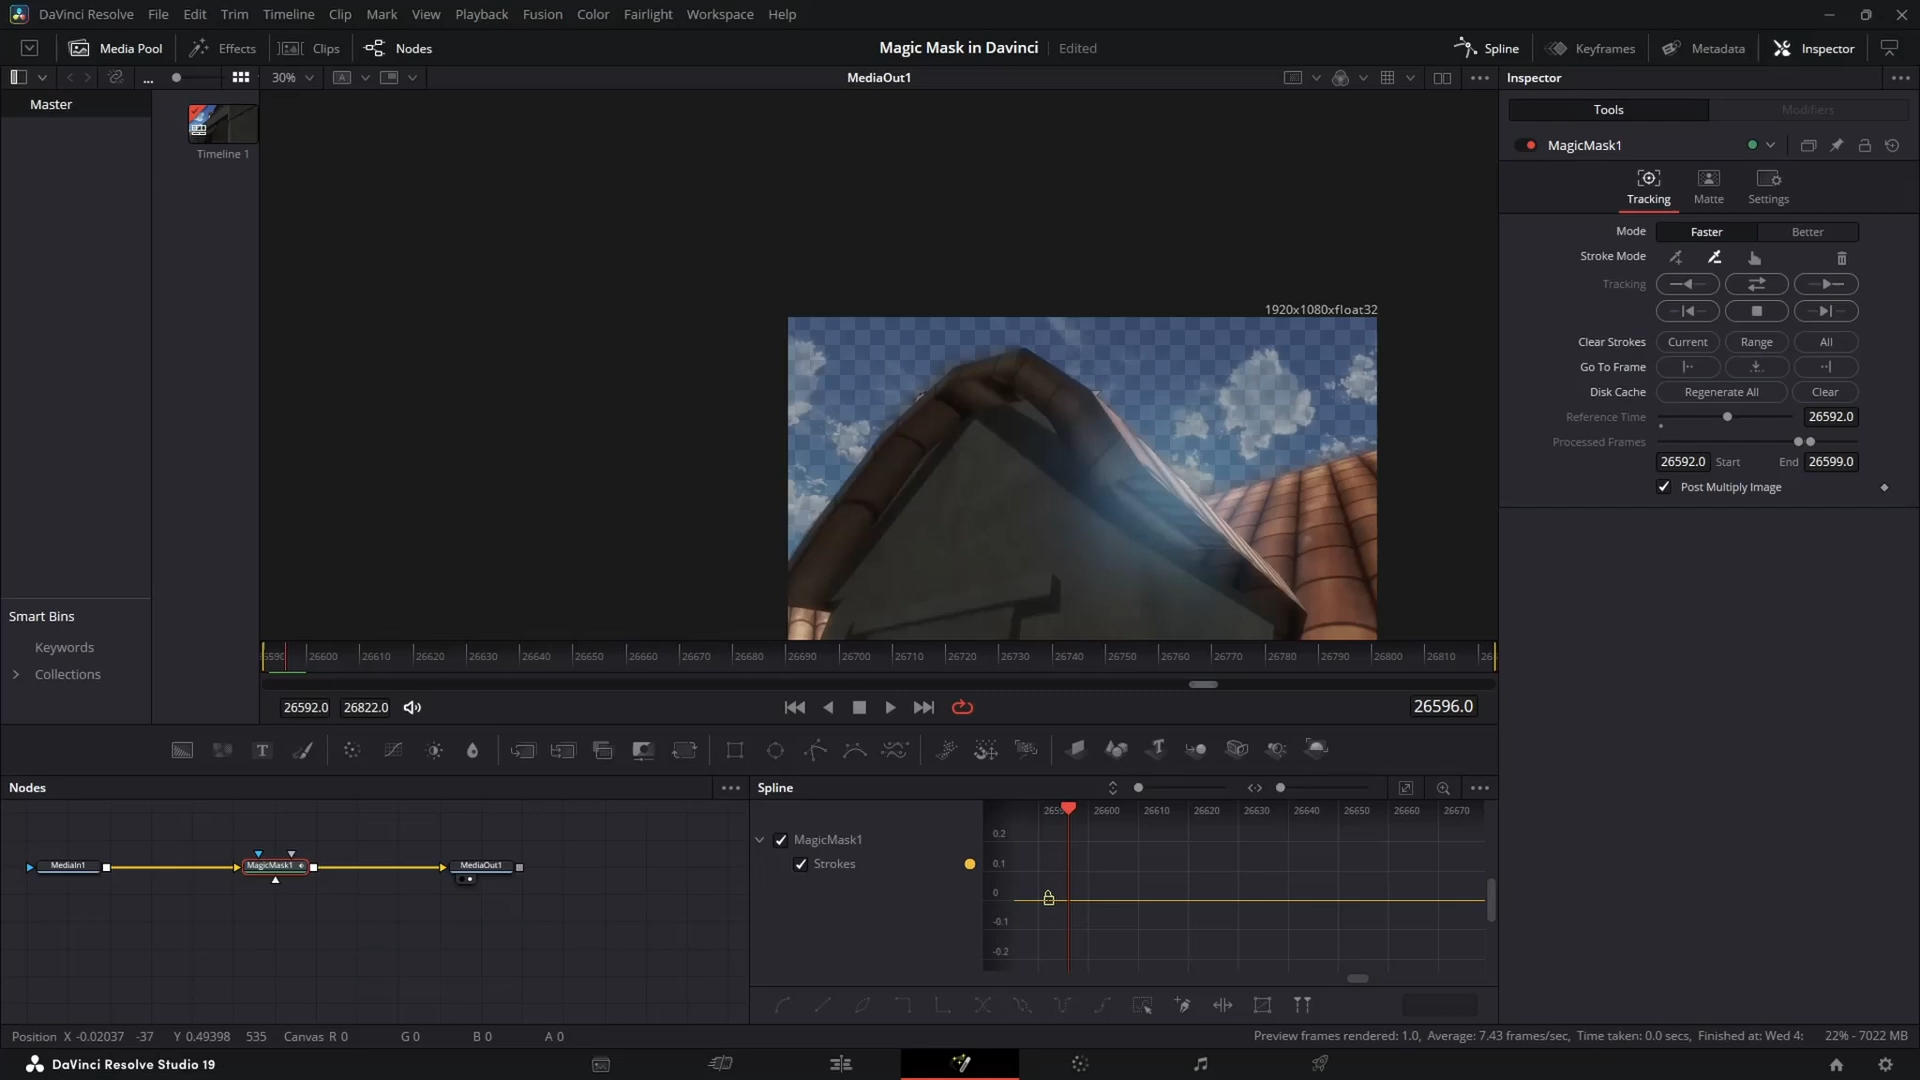 DaVinci Resolve File Edit Trim Timeline Clip Mark View Playback Fusion Color Fairlight Workspace Help
Media Pool Effects Clips Nodes Magic Mask in Davinci Edited Spline Keyframes Metadata Inspector
... 30% A MediaOut1 Inspector
Master
Timeline 1
Tools Modifiers
MagicMask1
Tracking Matte Settings
Mode Faster Better
Stroke Mode
Tracking
Clear Strokes Current Range All
Go To Frame
Disk Cache Regenerate All Clear
Reference Time 26592.0
Processed Frames
26592.0 Start End 26599.0
Post Multiply Image
1920x1080xfloat32
Smart Bins
Keywords
Collections
26600 26610 26620 26630 26640 26650 26660 26670 26680 26690 26700 26710 26720 26730 26740 26750 26760 26770 26780 26790 26800 26810
26592.0 26822.0 26596.0
T
Nodes Spline
26600 26610 26620 26630 26640 26650 26660 26670
MagicMask1
Strokes
0.2
0.1
0
-0.1
-0.2
MediaIn1 MagicMask1 MediaOut1
Position X -0.02037 -37 Y 0.49398 535 Canvas R 0 G 0 B 0 A 0
Preview frames rendered: 1.0, Average: 7.43 frames/sec, Time taken: 0.0 secs, Finished at: Wed 4: 22% - 7022 MB
DaVinci Resolve Studio 19